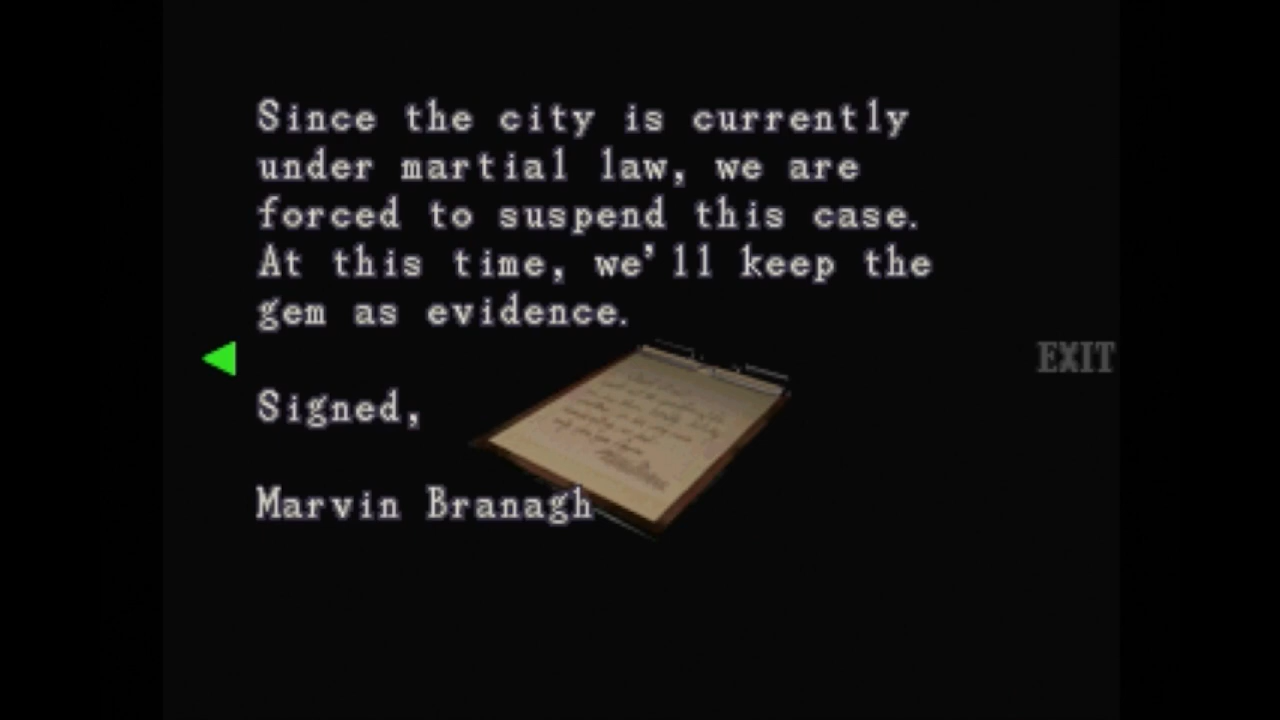 Since the city is currently
under martial law, we are
forced to suspend this case.
At this time, we'll keep the
gem as evidence.
EXIT
Signed,
Marvin Branagh